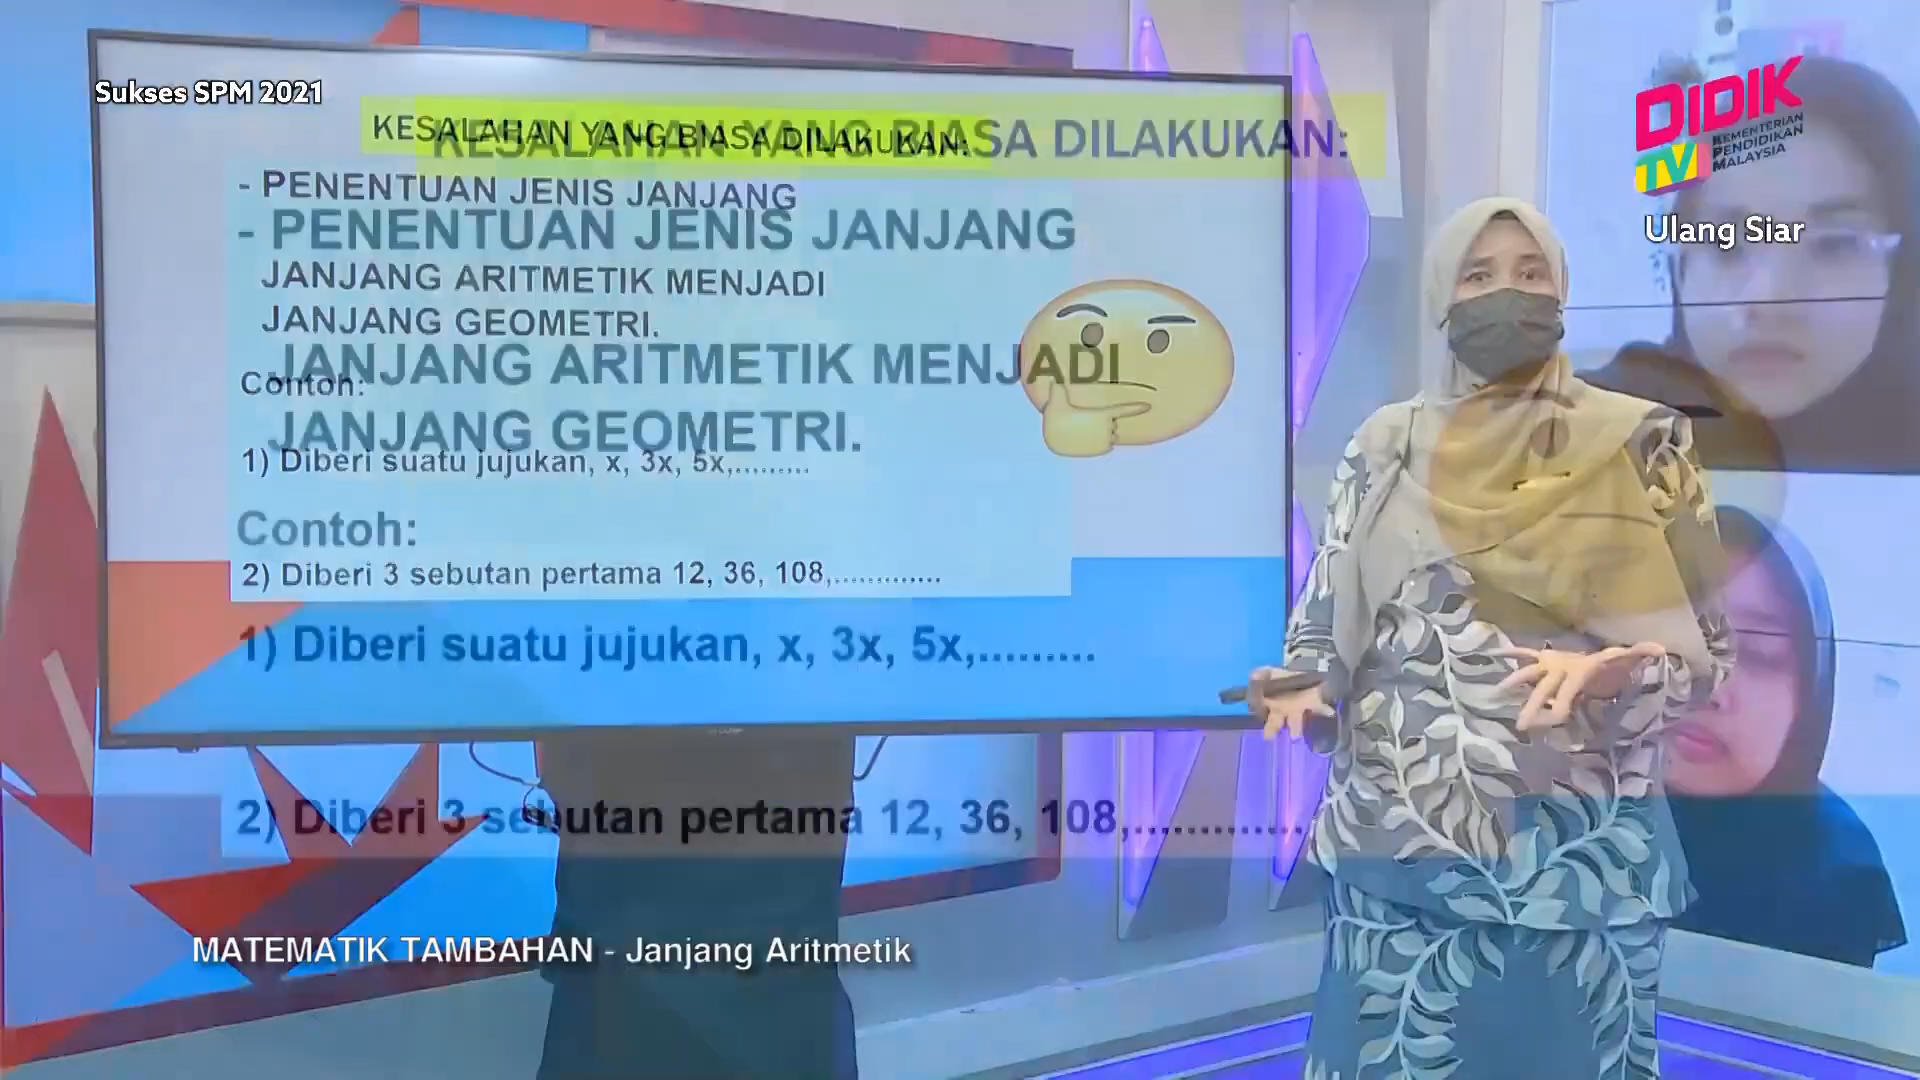 Sukses SPM 2021
KESALAHAN YANG BIASA DILAKUKAN:
KESALAHAN YANG BIASA DILAKUKAN:
- PENENTUAN JENIS JANJANG
- PENENTUAN JENIS JANJANG
JANJANG ARITMETIK MENJADI
JANJANG GEOMETRI.
JANJANG ARITMETIK MENJADI
Contoh:
JANJANG GEOMETRI.
1) Diberi suatu jujukan, x, 3x, 5x,..........
Contoh:
2) Diberi 3 sebutan pertama 12, 36, 108,.............
1) Diberi suatu jujukan, x, 3x, 5x,.........
2) Diberi 3 sebutan pertama 12, 36, 108,.............
DIDIK
TV
KEMENTERIAN
PENDIDIKAN
MALAYSIA
Ulang Siar
MATEMATIK TAMBAHAN - Janjang Aritmetik